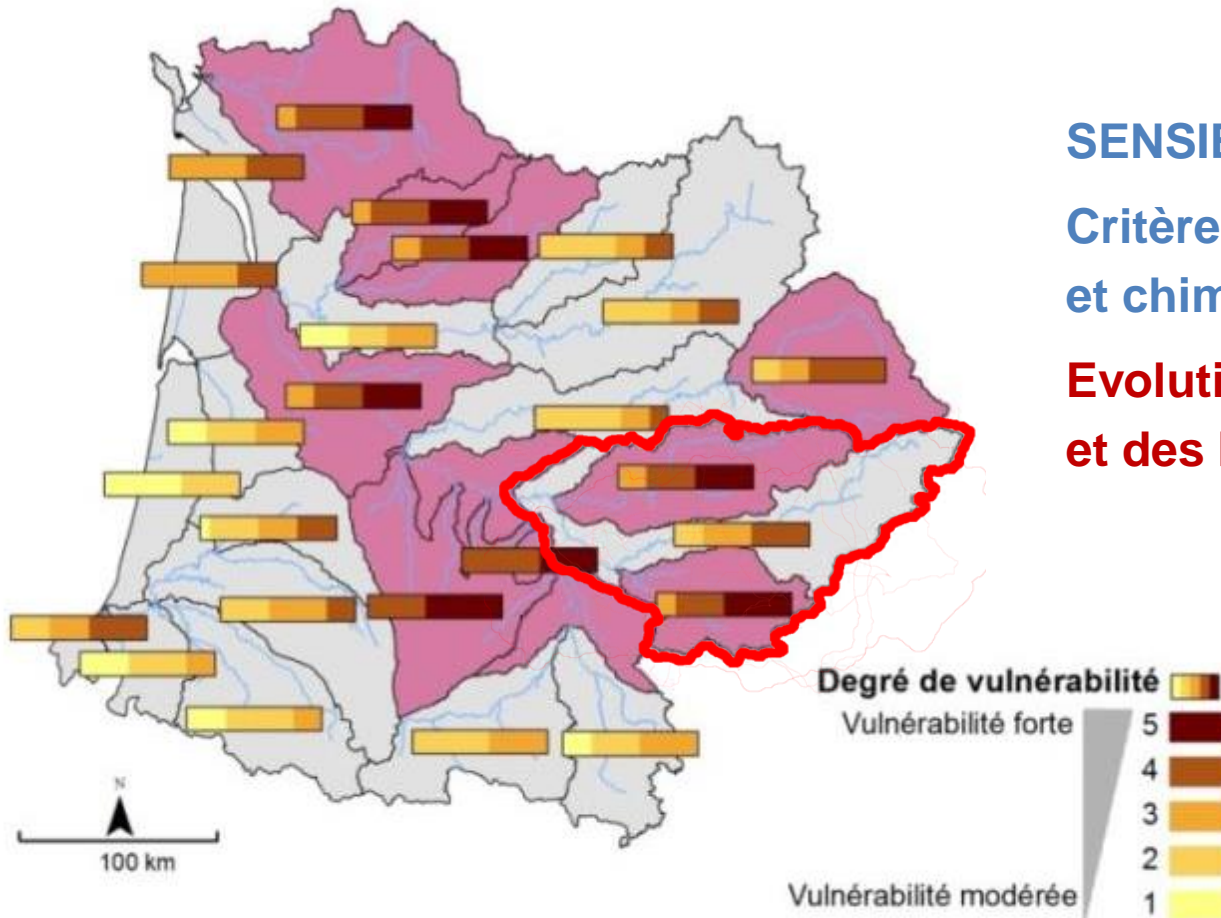 SENSIB
Critère
et chim
Evoluti
et des
N
100 km
Degré de vulnérabilité
Vulnérabilité forte
5
4
3
2
Vulnérabilité modérée
1